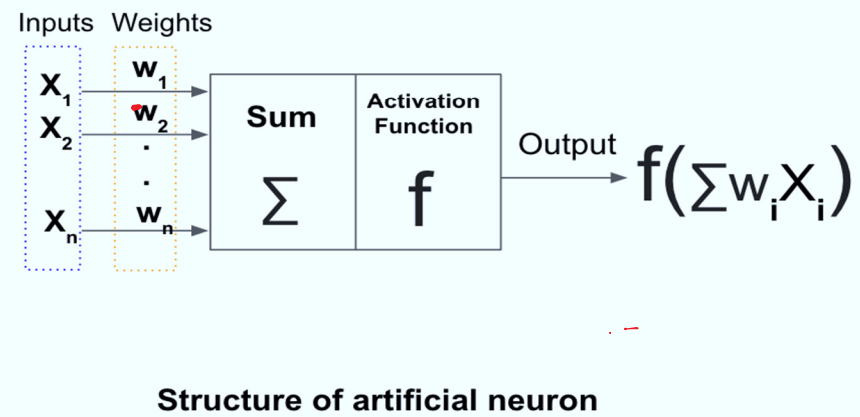 Inputs Weights
X1 w1
X2 w2
.
.
Xn wn
Sum
Σ
Activation
Function
f
Output
f(∑wiXi)
Structure of artificial neuron